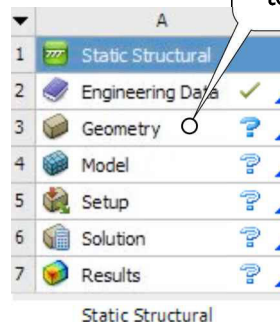 A
1 Static Structural
2 Engineering Data
3 Geometry
4 Model
5 Setup
6 Solution
7 Results
Static Structural